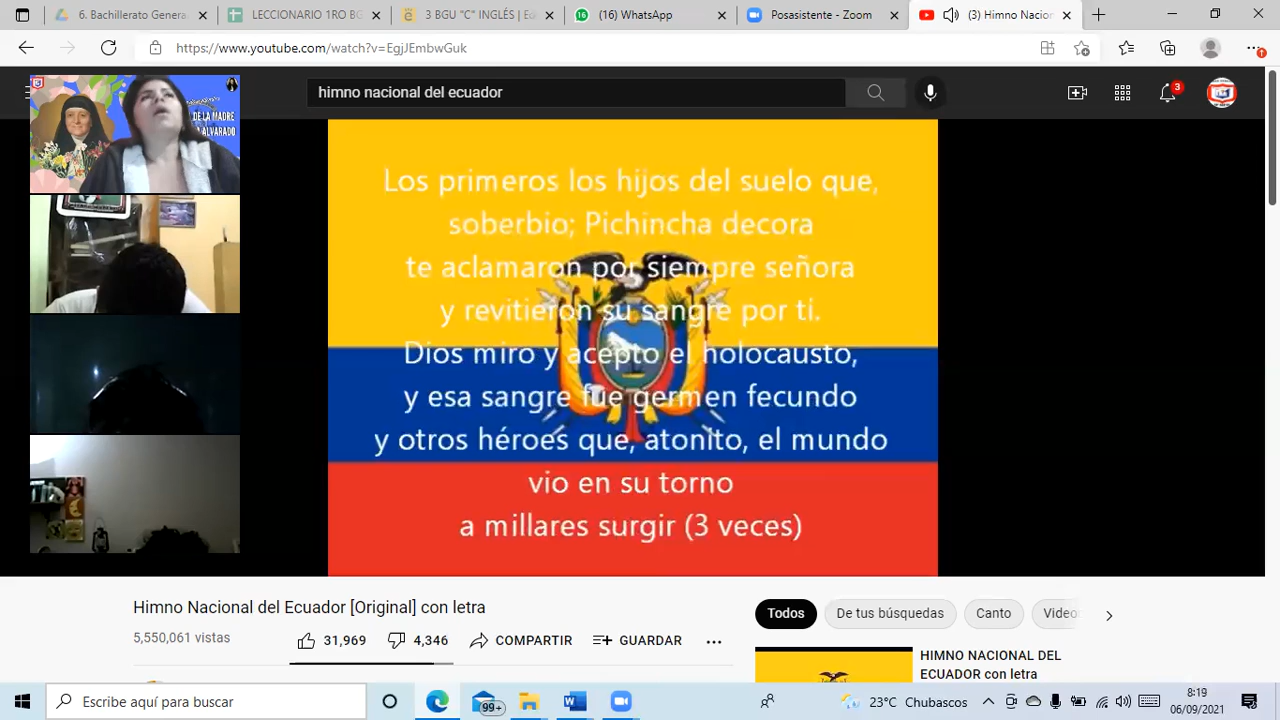 6. Bachillerato Genera
LECCIONARIO 1RO BG
3 BGU "C" INGLÉS | Ed
(16) WhatsApp
Posasistente - Zoom
(3) Himno Nacion
https://www.youtube.com/watch?v=EgjJEmbwGuk
himno nacional del ecuador
3
DE LA MADRE
ALVARADO
Los primeros los hijos del suelo que,
soberbio; Pichincha decora
te aclamaron por siempre señora
y revitieron su sangre por ti.
Dios miro y acepto el holocausto,
y esa sangre fue germen fecundo
y otros héroes que, atonito, el mundo
vio en su torno
a millares surgir (3 veces)
Himno Nacional del Ecuador [Original] con letra
5,550,061 vistas
31,969
4,346
COMPARTIR
GUARDAR
Todos
De tus búsquedas
Canto
HIMNO NACIONAL DEL
ECUADOR con letra
Escribe aquí para buscar
99+
23°C Chubascos
8:19
06/09/2021